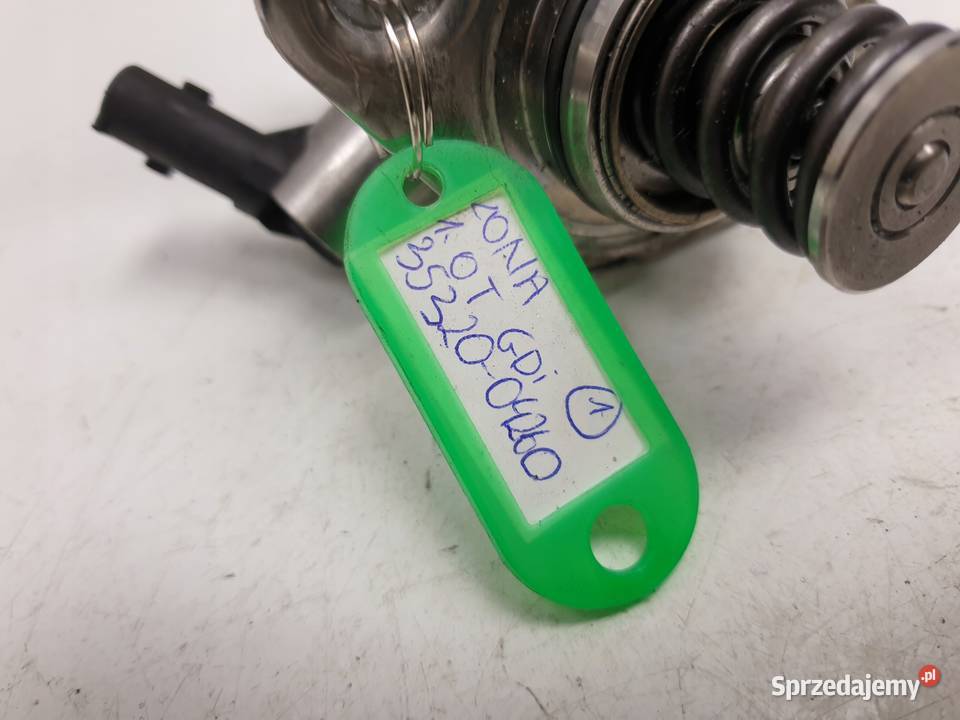 KONA
1.0T GDi
35320-04260
1
Sprzedajemy.pl